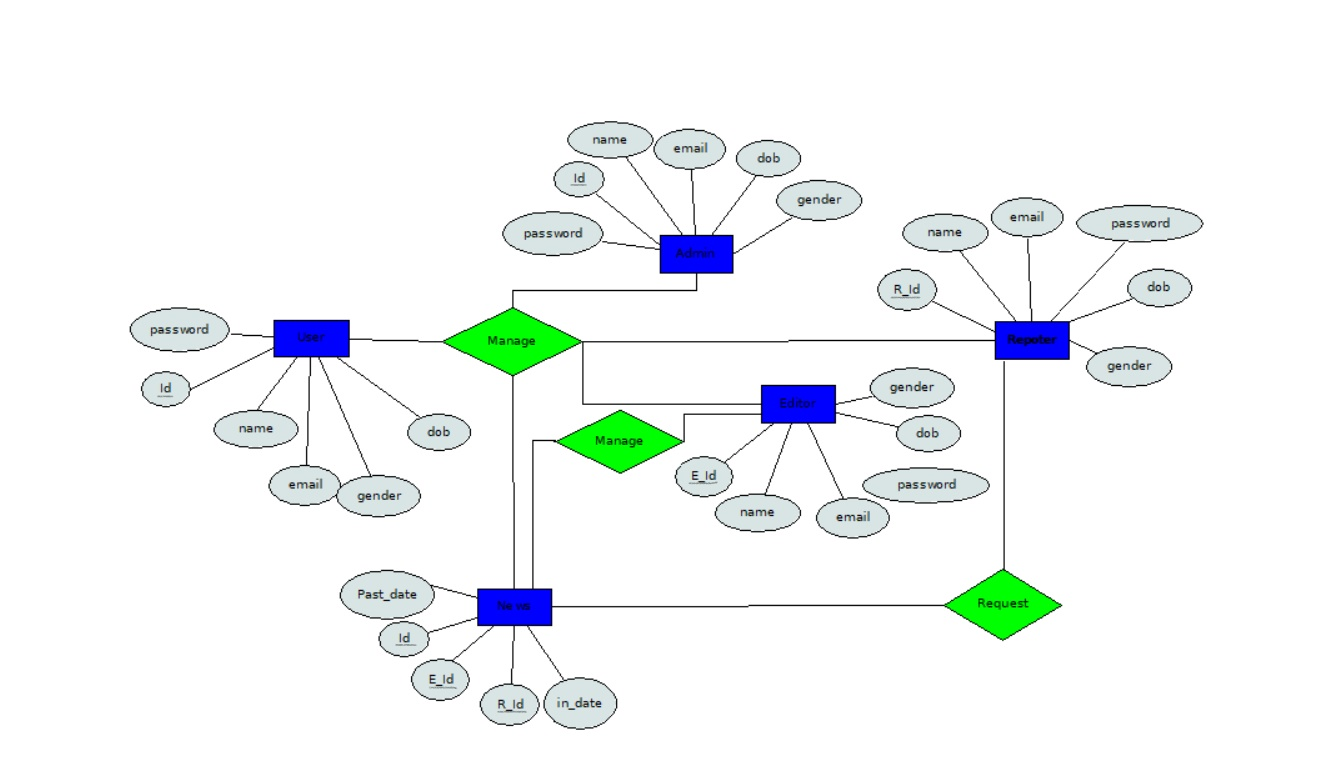 name
email
dob
Id
gender
password
Admin
name
email
password
R_Id
dob
Repoter
gender
password
User
Manage
Id
name
dob
email
gender
Editor
gender
dob
Manage
E_Id
password
name
email
Past_date
News
Request
Id
E_Id
R_Id
in_date